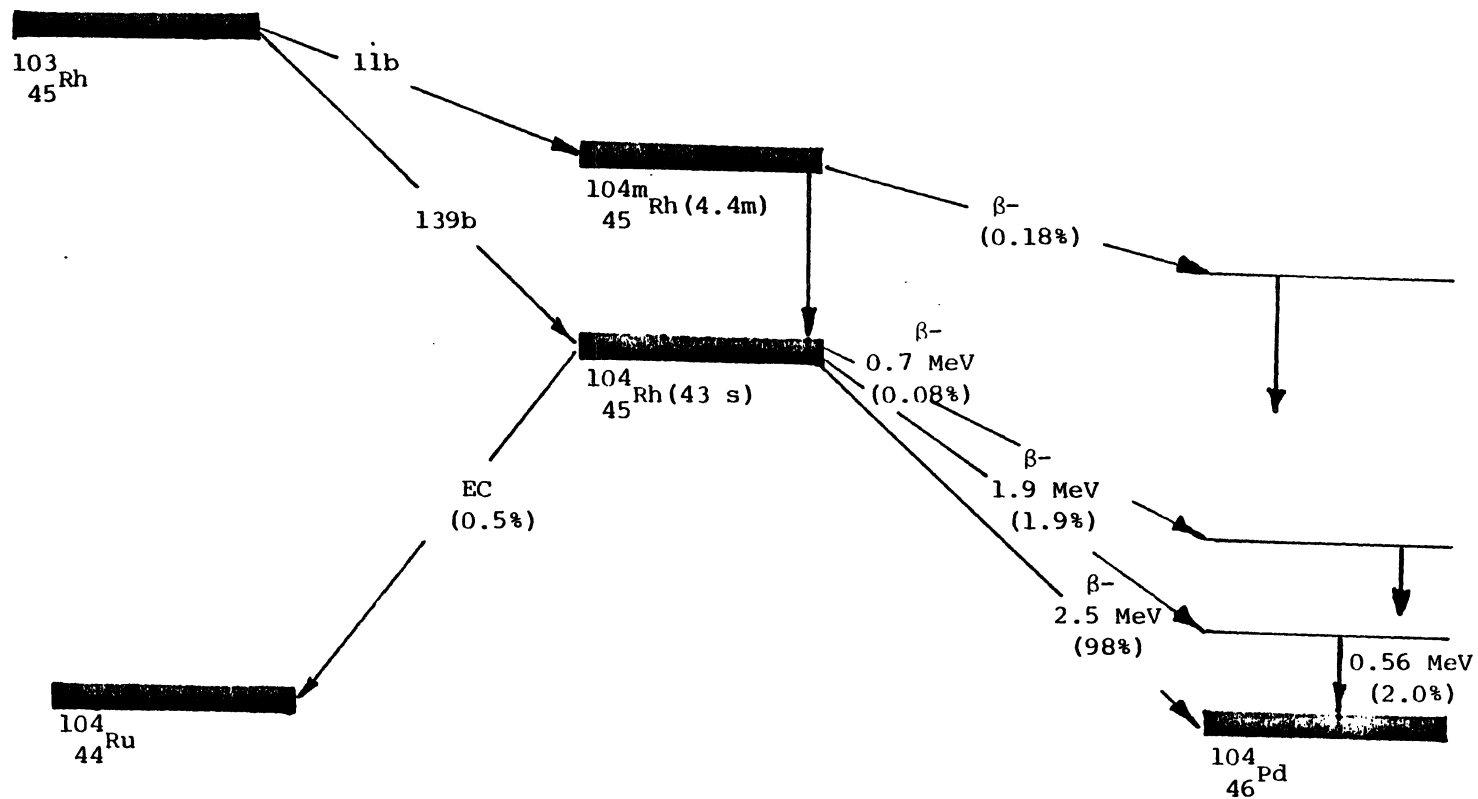 11b
103
45Rh
104m
45Rh(4.4m)
β-
(0.18%)
139b
β-
0.7 MeV
(0.08%)
104
45Rh(43 s)
β-
1.9 MeV
(1.9%)
EC
(0.5%)
β-
2.5 MeV
(98%)
0.56 MeV
(2.0%)
104
44Ru
104
46Pd